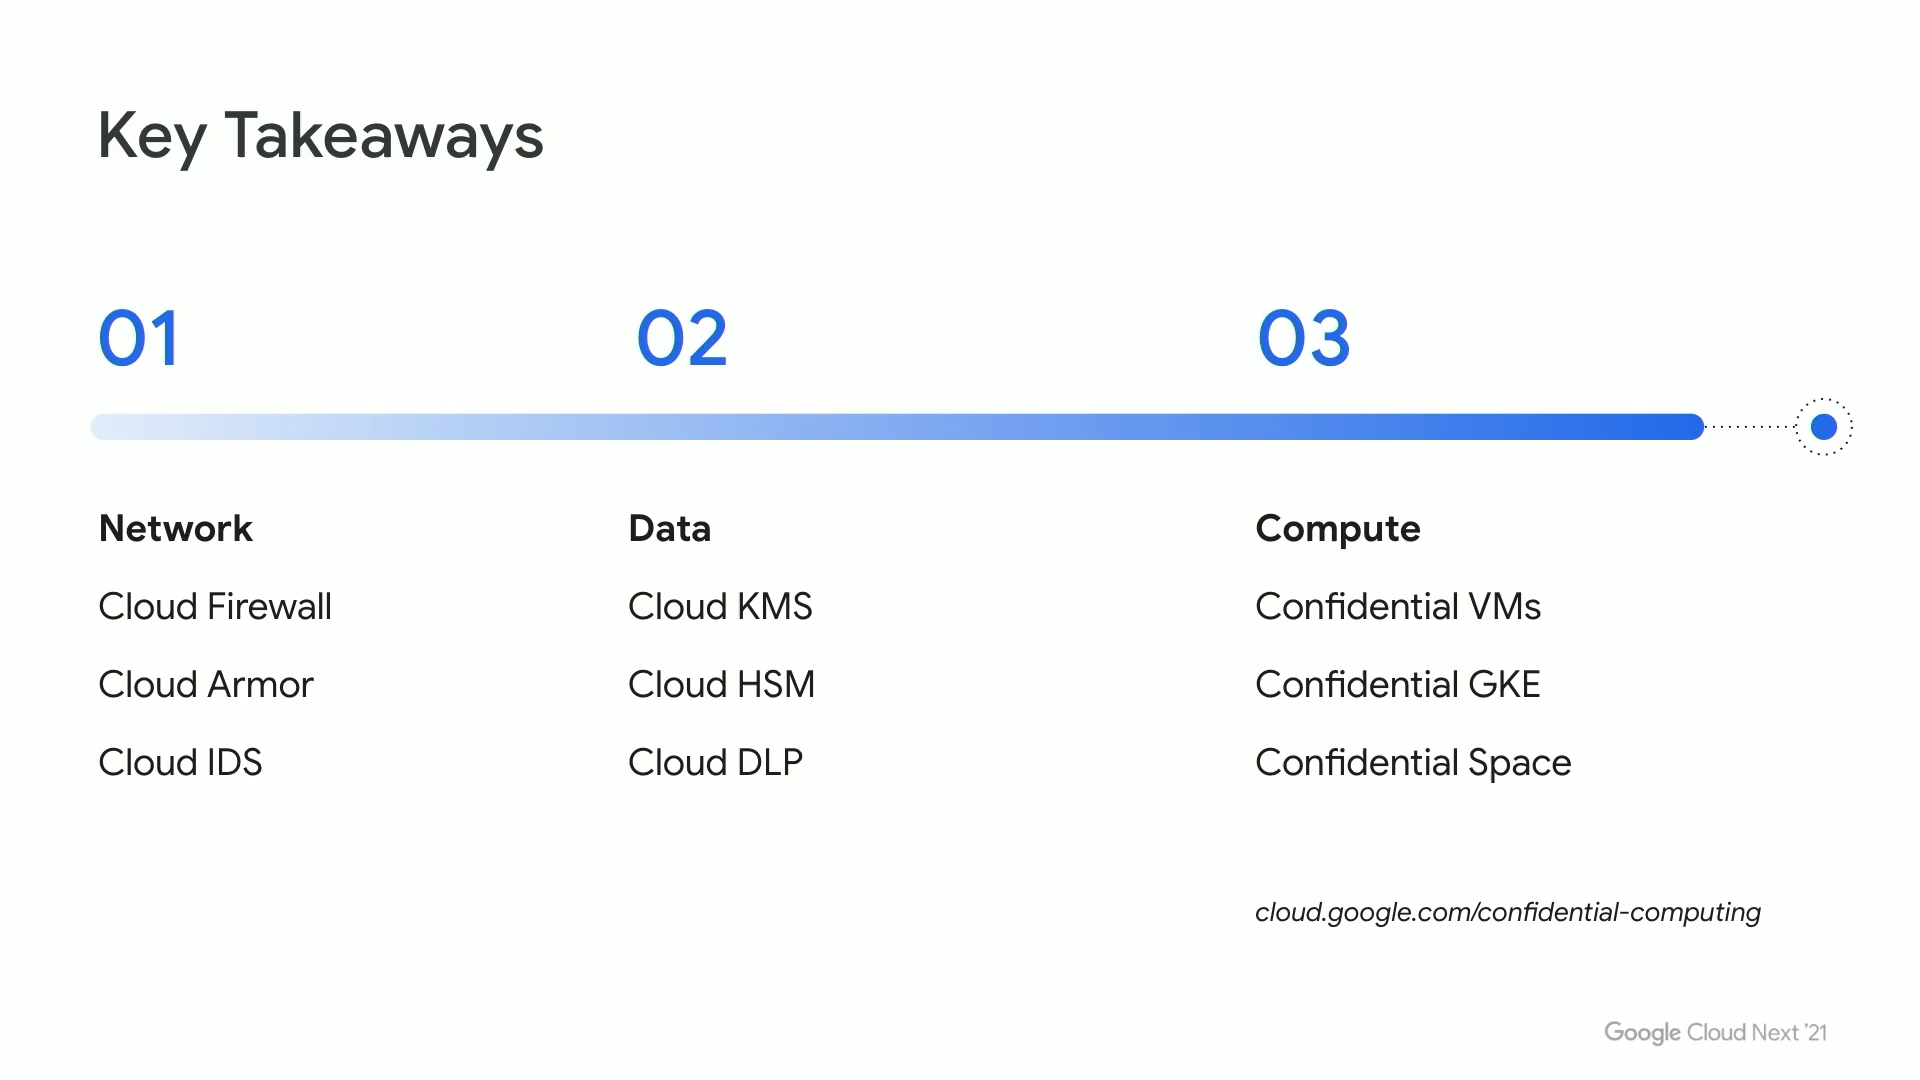 Key Takeaways
01
02
03
Network
Cloud Firewall
Cloud Armor
Cloud IDS
Data
Cloud KMS
Cloud HSM
Cloud DLP
Compute
Confidential VMs
Confidential GKE
Confidential Space
cloud.google.com/confidential-computing
Google Cloud Next '21